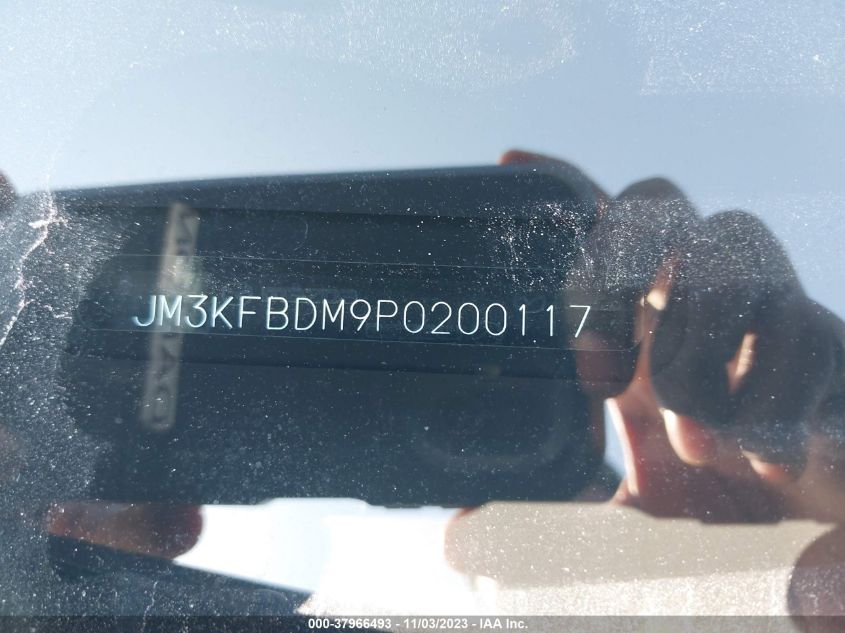 JM3KFBDM9P0200117
000-37966493 - 11/03/2023 - IAA Inc.